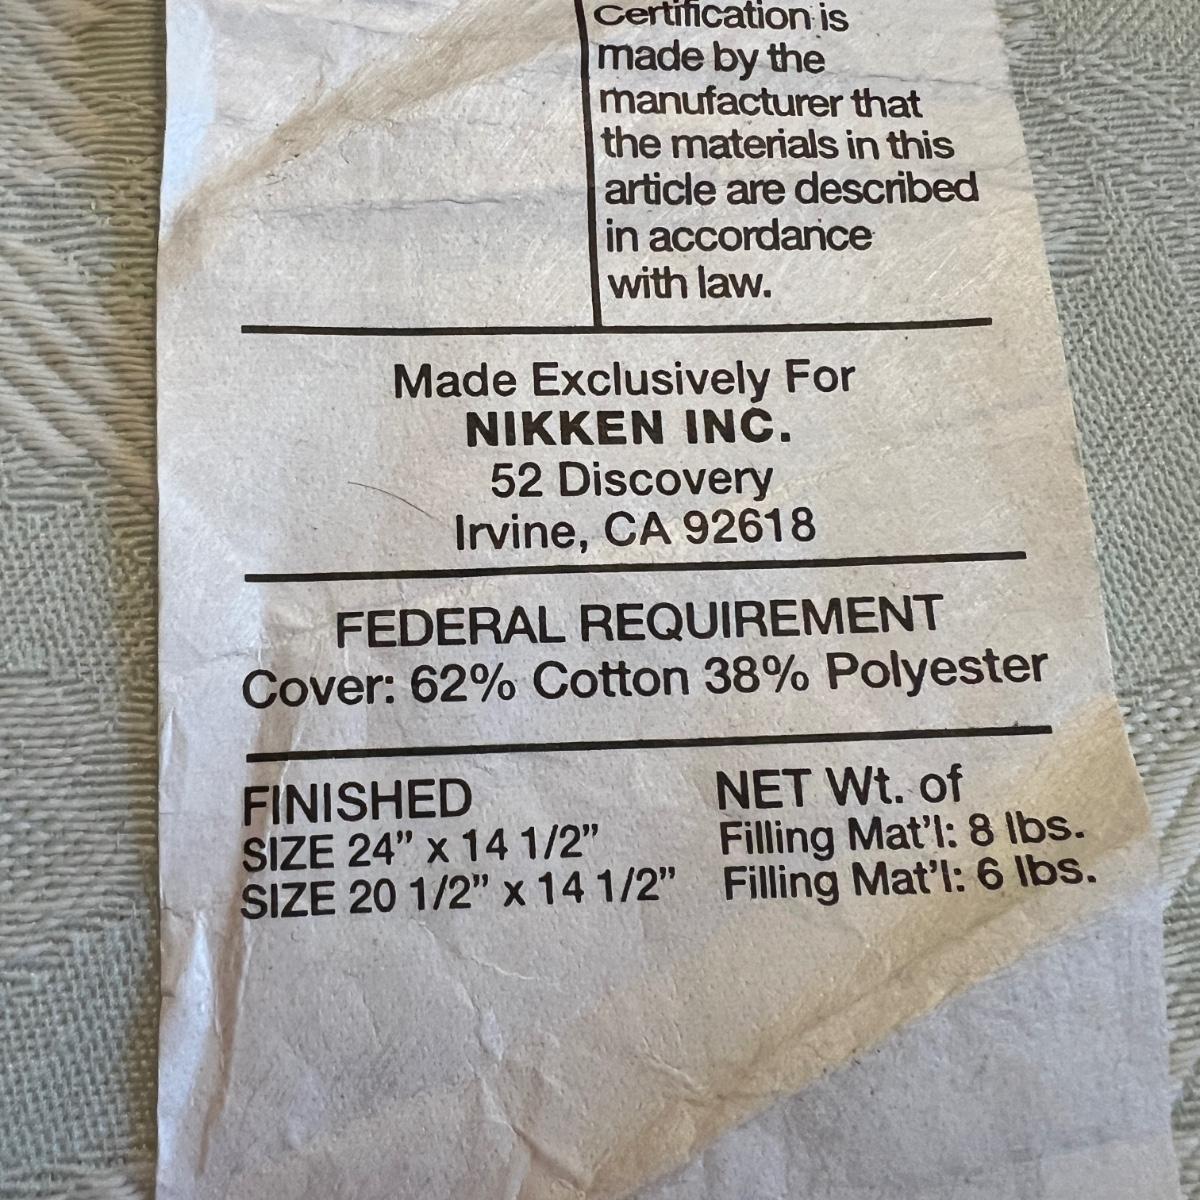 Certification is
made by the
manufacturer that
the materials in this
article are described
in accordance
with law.
Made Exclusively For
NIKKEN INC.
52 Discovery
Irvine, CA 92618
FEDERAL REQUIREMENT
Cover: 62% Cotton 38% Polyester
FINISHED
SIZE 24” x 14 1/2”
SIZE 20 1/2” x 14 1/2”
NET Wt. of
Filling Mat’l: 8 lbs.
Filling Mat’l: 6 lbs.